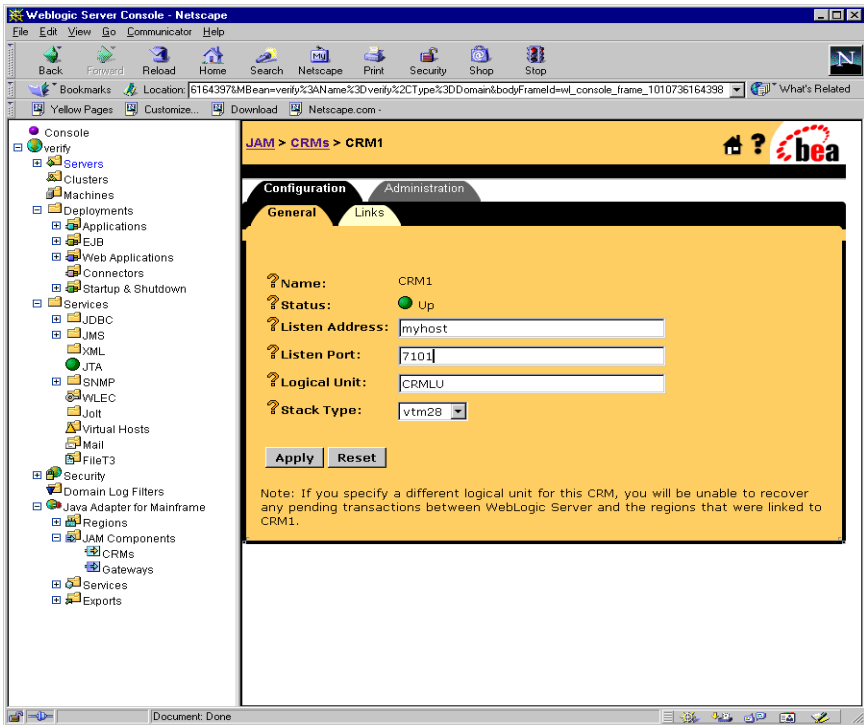 Weblogic Server Console - Netscape
File Edit View Go Communicator Help
Back Forward Reload Home Search Netscape Print Security Shop Stop
My
N
Bookmarks Location: 6164397&MBean=verify%3AName%3Dverify%2CType%3DDomain&bodyFrameId=wl_console_frame_1010736164398 What's Related
Yellow Pages Customize... Download Netscape.com -
Console
verify
Servers
Clusters
Machines
Deployments
Applications
EJB
Web Applications
Connectors
Startup & Shutdown
Services
JDBC
JMS
XML
JTA
SNMP
WLEC
Jolt
Virtual Hosts
Mail
FileT3
Security
Domain Log Filters
Java Adapter for Mainframe
Regions
JAM Components
CRMs
Gateways
Services
Exports
JAM > CRMs > CRM1
? bea
Configuration Administration
General Links
?Name: CRM1
?Status: Up
?Listen Address: myhost
?Listen Port: 7101
?Logical Unit: CRMLU
?Stack Type: vtm28
Apply Reset
Note: If you specify a different logical unit for this CRM, you will be unable to recover
any pending transactions between WebLogic Server and the regions that were linked to
CRM1.
Document: Done